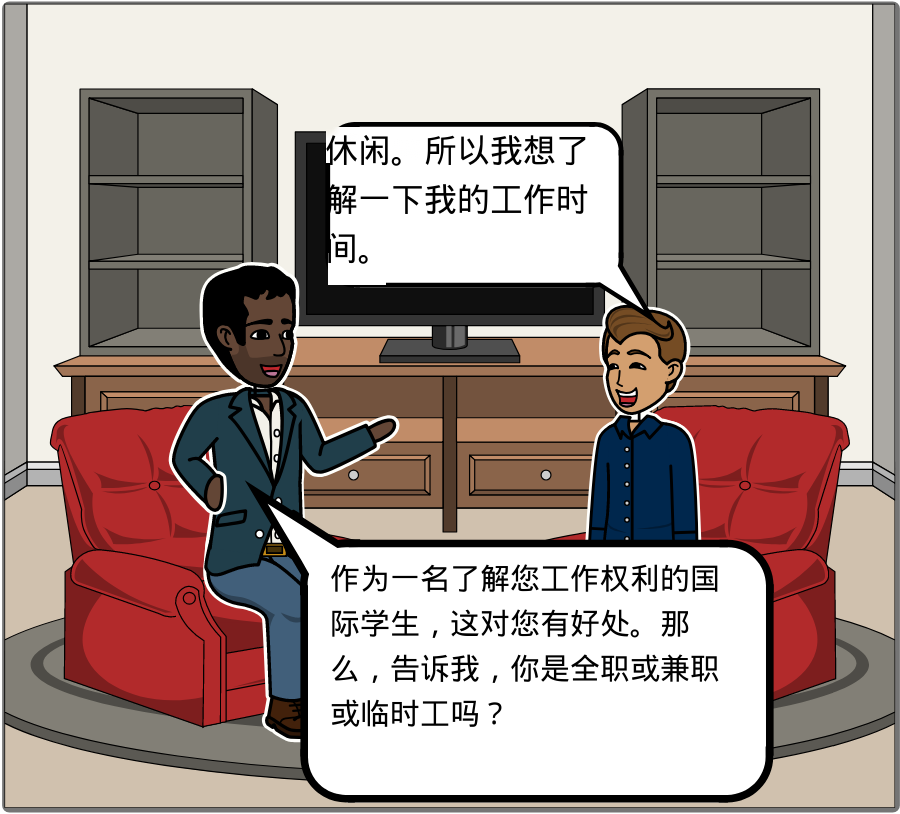 休闲。所以我想了
解一下我的工作时
间。
作为一名了解您工作权利的国
际学生，这对您有好处。那
么，告诉我，你是全职或兼职
或临时工吗？